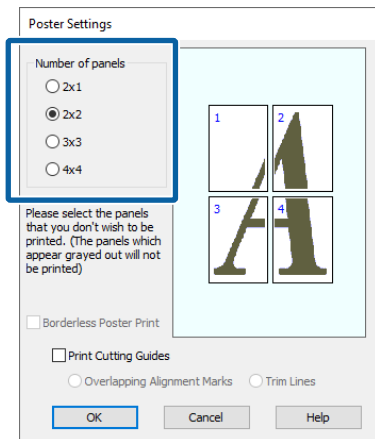 Poster Settings
Number of panels
2x1
2x2
3x3
4x4
1
2
3
4
A
Please select the panels
that you don't wish to be
printed. (The panels which
appear grayed out will not
be printed)
Borderless Poster Print
Print Cutting Guides
Overlapping Alignment Marks
Trim Lines
OK
Cancel
Help